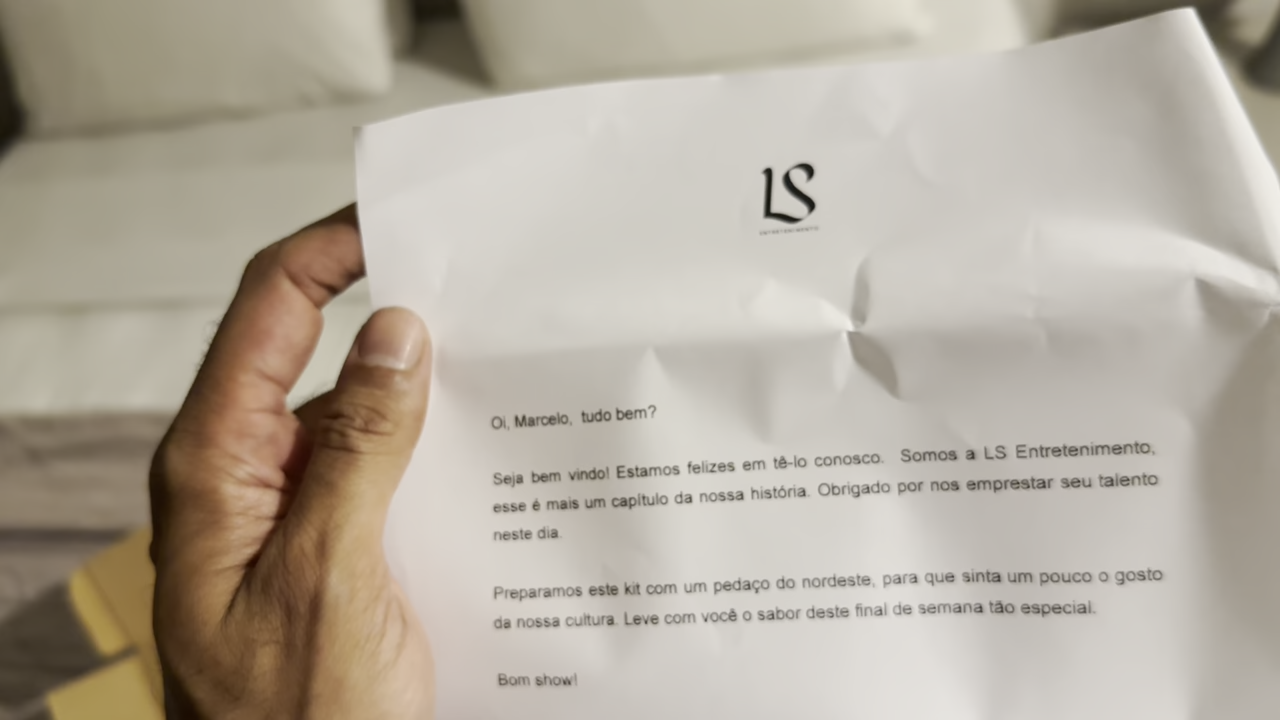 LS
ENTRETENIMENTO
Oi, Marcelo, tudo bem?
Seja bem vindo! Estamos felizes em tê-lo conosco. Somos a LS Entretenimento,
esse é mais um capítulo da nossa história. Obrigado por nos emprestar seu talento
neste dia.
Preparamos este kit com um pedaço do nordeste, para que sinta um pouco o gosto
da nossa cultura. Leve com você o sabor deste final de semana tão especial.
Bom show!